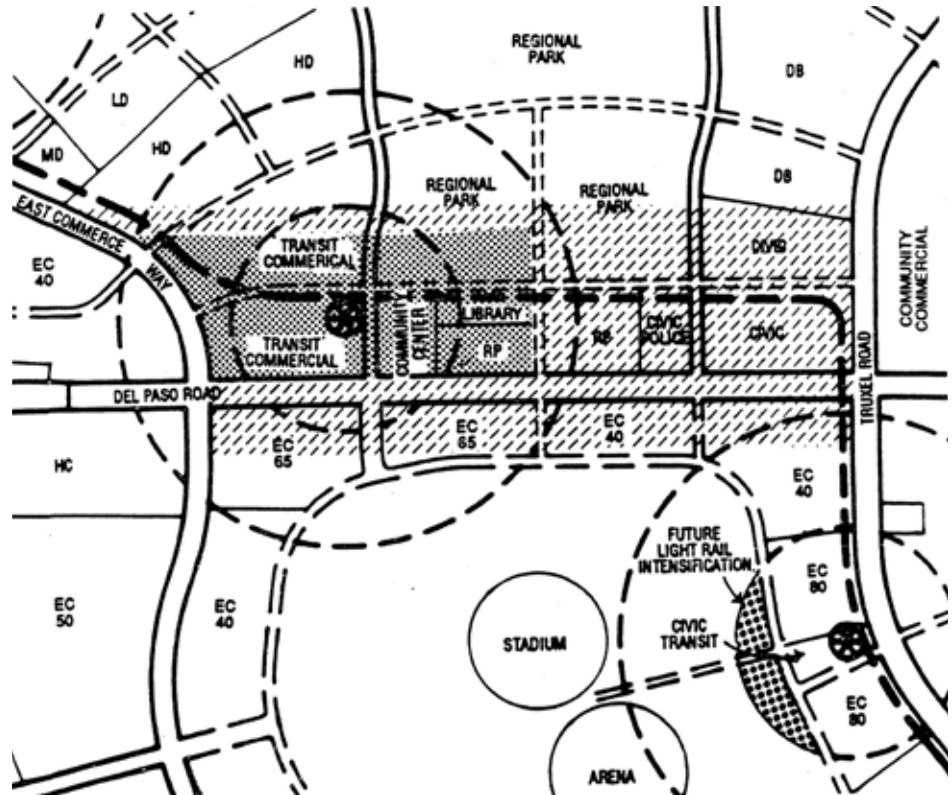 REGIONAL
PARK
HD
DB
LD
HD
MD
DB
REGIONAL
PARK
REGIONAL
PARK
EAST COMMERCE
WAY
TRANSIT
COMMERICAL
CIVIS
COMMUNITY
COMMERCIAL
EC
40
LIBRARY
COMMUNITY
CENTER
TRANSIT
COMMERCIAL
RP
RB
CIVIC
POLICE
CIVIC
TRUXEL ROAD
DEL PASO ROAD
EC
65
EC
65
EC
40
HC
EC
40
FUTURE
LIGHT RAIL
INTENSIFICATION
EC
80
EC
50
EC
40
STADIUM
CIVIC
TRANSIT
EC
80
ARENA